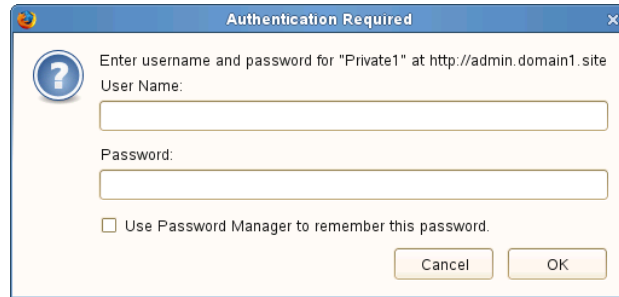 Authentication Required
Enter username and password for "Private1" at http://admin.domain1.site
User Name:
Password:
Use Password Manager to remember this password.
Cancel OK